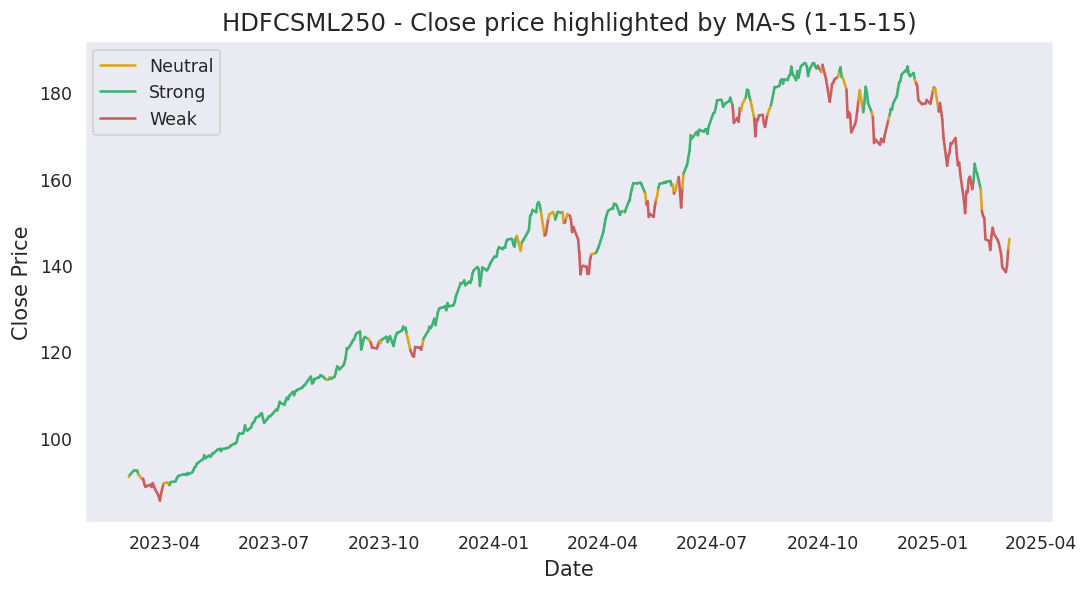 HDFCSML250 - Close price highlighted by MA-S (1-15-15)
Neutral
Strong
Weak
Close Price
180
160
140
120
100
2023-04
2023-07
2023-10
2024-01
2024-04
2024-07
2024-10
2025-01
2025-04
Date